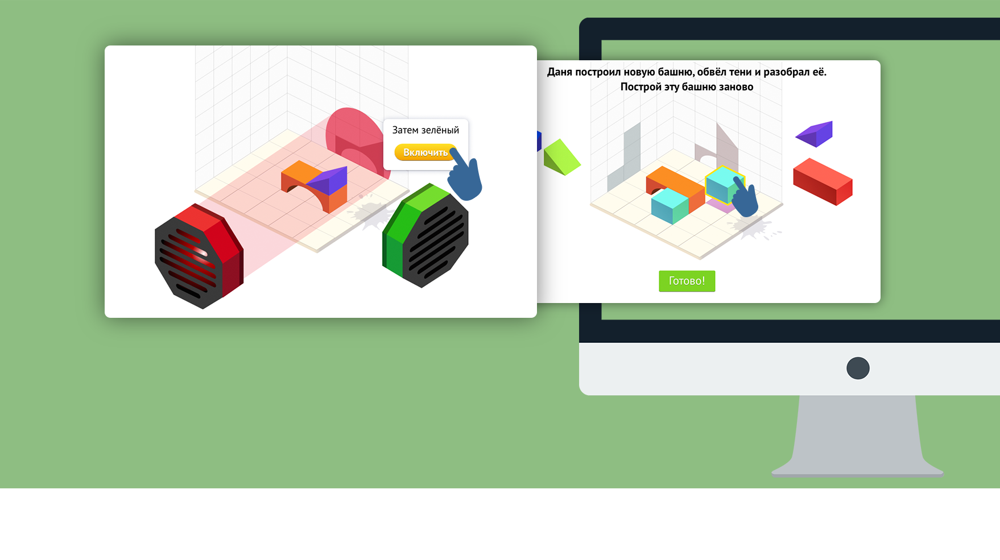 Затем зелёный
Включить
Даня построил новую башню, обвёл тени и разобрал её.
Построй эту башню заново
Готово!